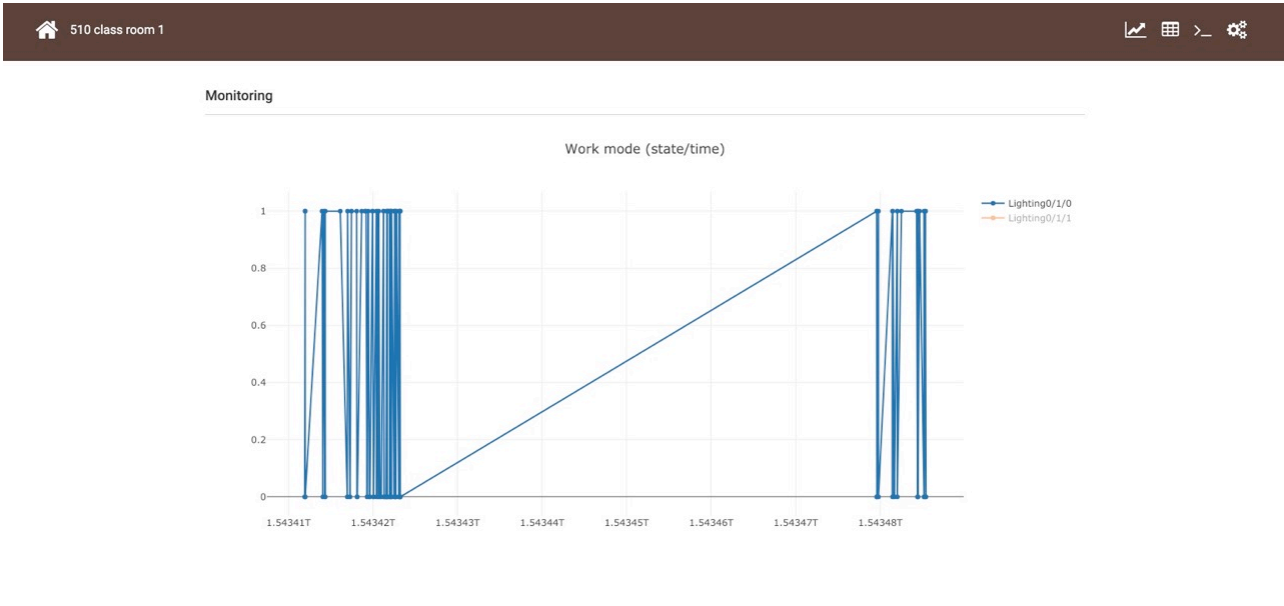 510 class room 1
Monitoring
Work mode (state/time)
1
0.8
0.6
0.4
0.2
0
1.54341T 1.54342T 1.54343T 1.54344T 1.54345T 1.54346T 1.54347T 1.54348T
Lighting0/1/0
Lighting0/1/1